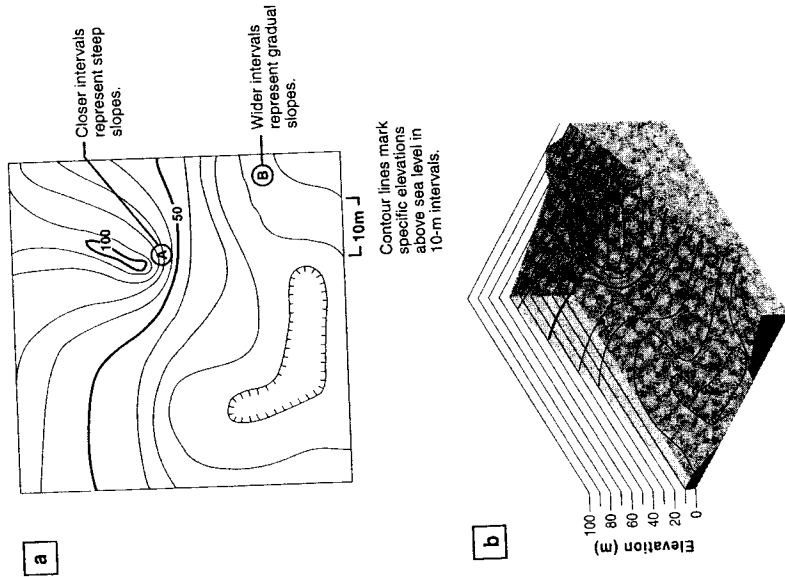 a
Closer intervals
represent steep
slopes.
100
A
50
B
Wider intervals
represent gradual
slopes.
10m
Contour lines mark
specific elevations
above sea level in
10-m intervals.
b
100
80
60
40
20
0
Elevation (m)